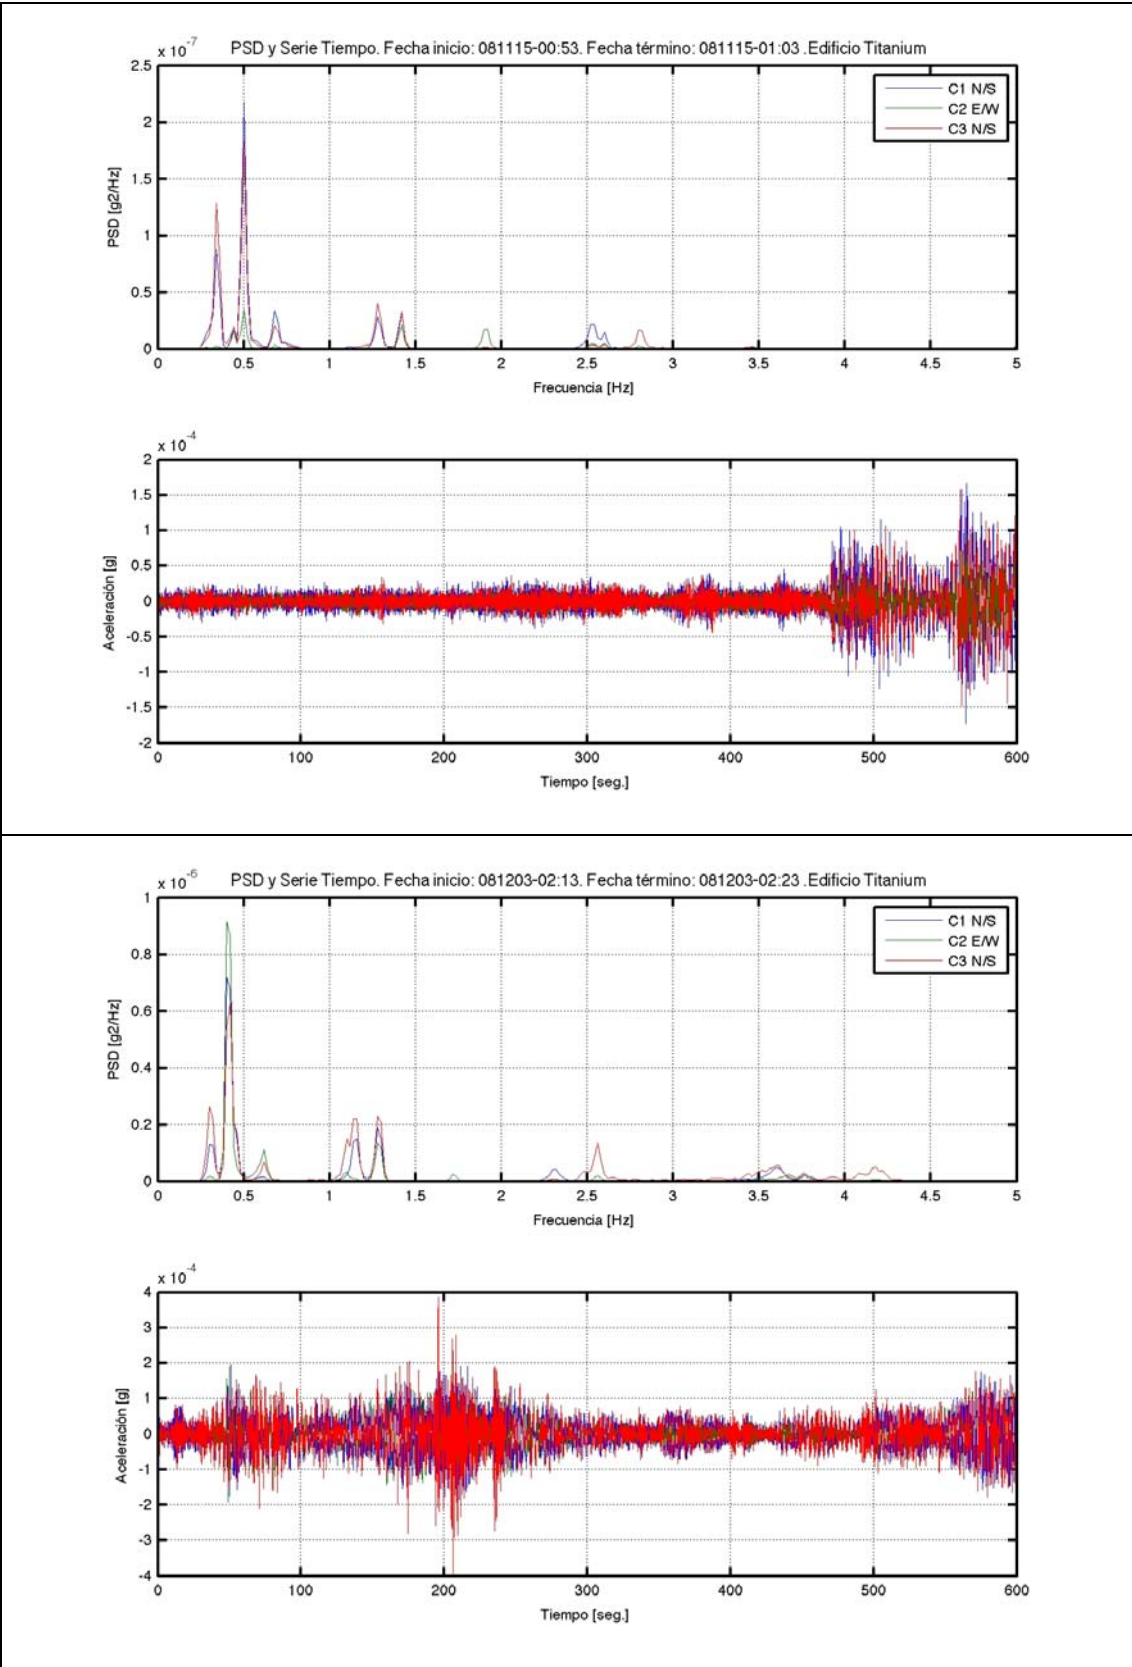 x 10-7
PSD y Serie Tiempo. Fecha inicio: 081115-00:53. Fecha término: 081115-01:03 .Edificio Titanium
2.5
2
1.5
1
0.5
0
PSD [g2/Hz]
C1 N/S
C2 E/W
C3 N/S
0 0.5 1 1.5 2 2.5 3 3.5 4 4.5 5
Frecuencia [Hz]
x 10-4
2
1.5
1
0.5
0
-0.5
-1
-1.5
-2
Aceleración [g]
0 100 200 300 400 500 600
Tiempo [seg.]
x 10-6
PSD y Serie Tiempo. Fecha inicio: 081203-02:13. Fecha término: 081203-02:23 .Edificio Titanium
1
0.8
0.6
0.4
0.2
0
PSD [g2/Hz]
C1 N/S
C2 E/W
C3 N/S
0 0.5 1 1.5 2 2.5 3 3.5 4 4.5 5
Frecuencia [Hz]
x 10-4
4
3
2
1
0
-1
-2
-3
-4
Aceleración [g]
0 100 200 300 400 500 600
Tiempo [seg.]